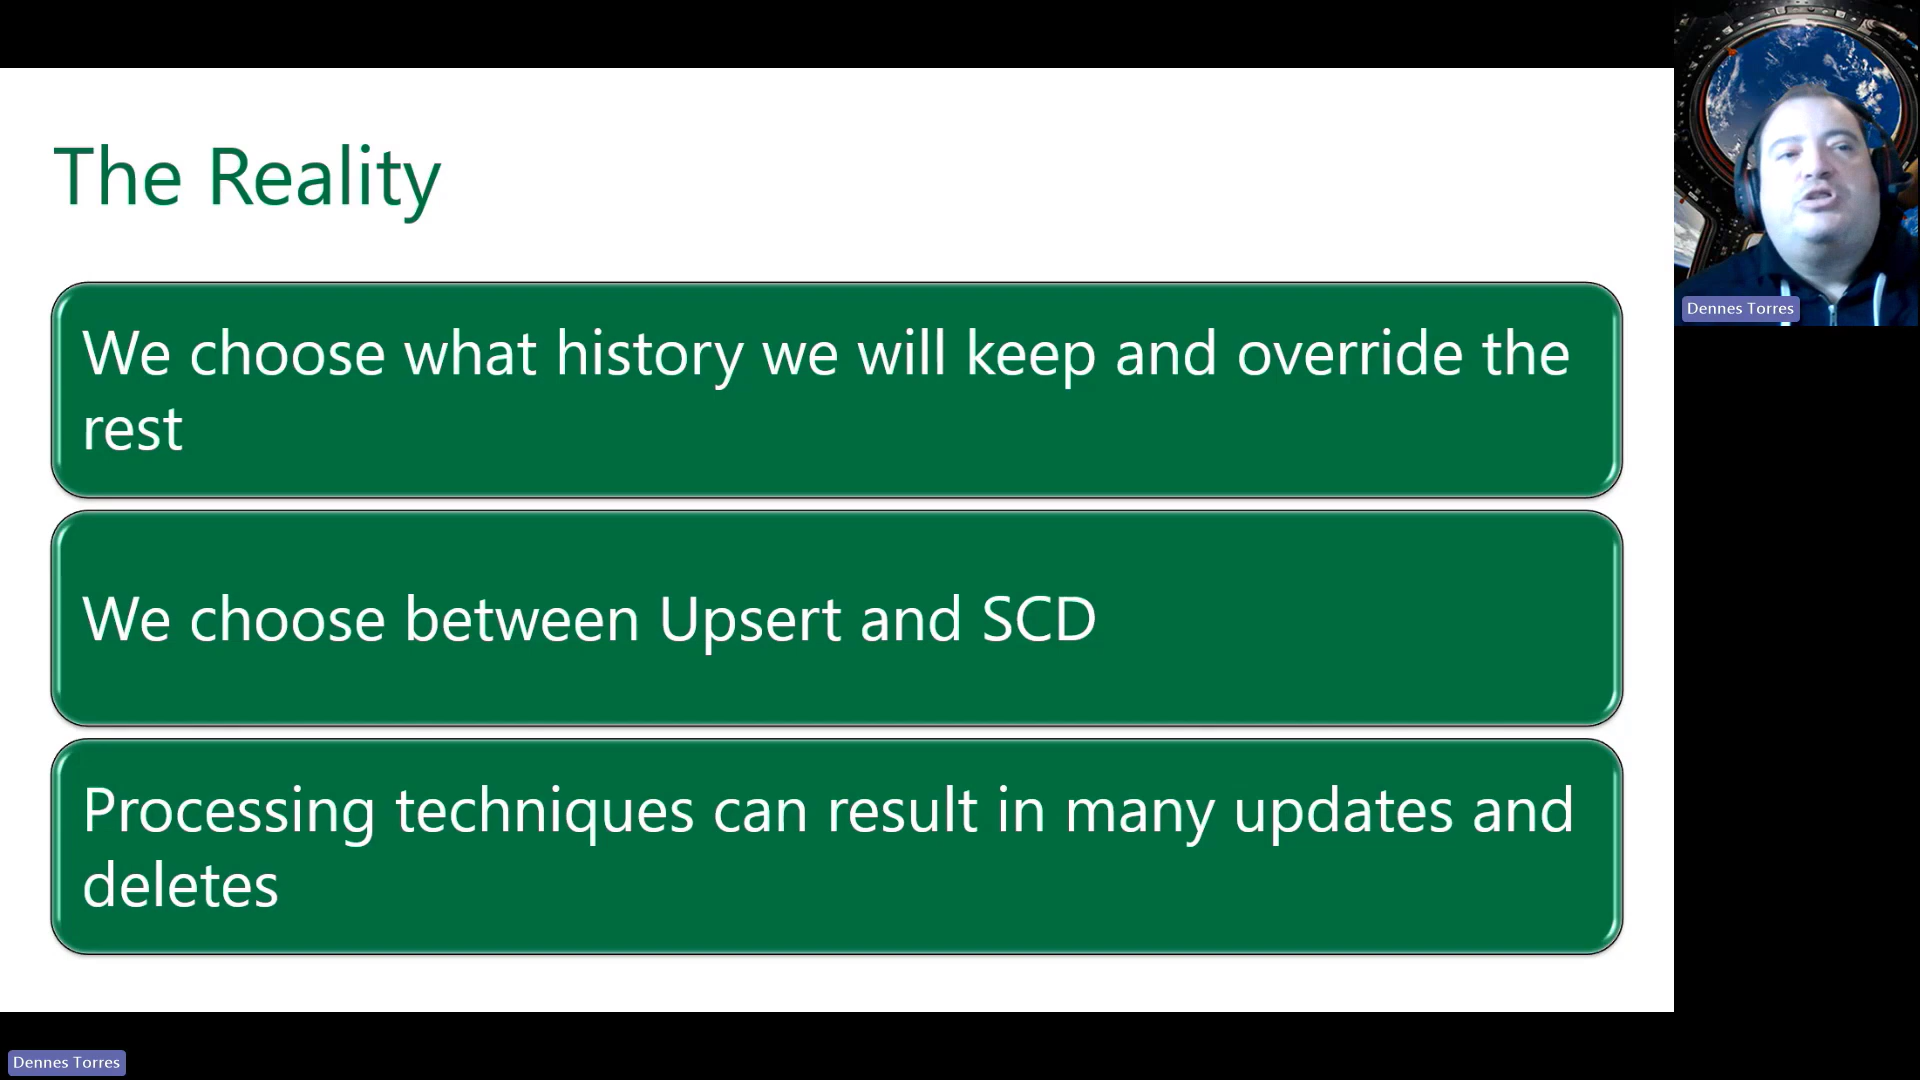 The Reality
We choose what history we will keep and override the
rest
We choose between Upsert and SCD
Processing techniques can result in many updates and
deletes
Dennes Torres
Dennes Torres